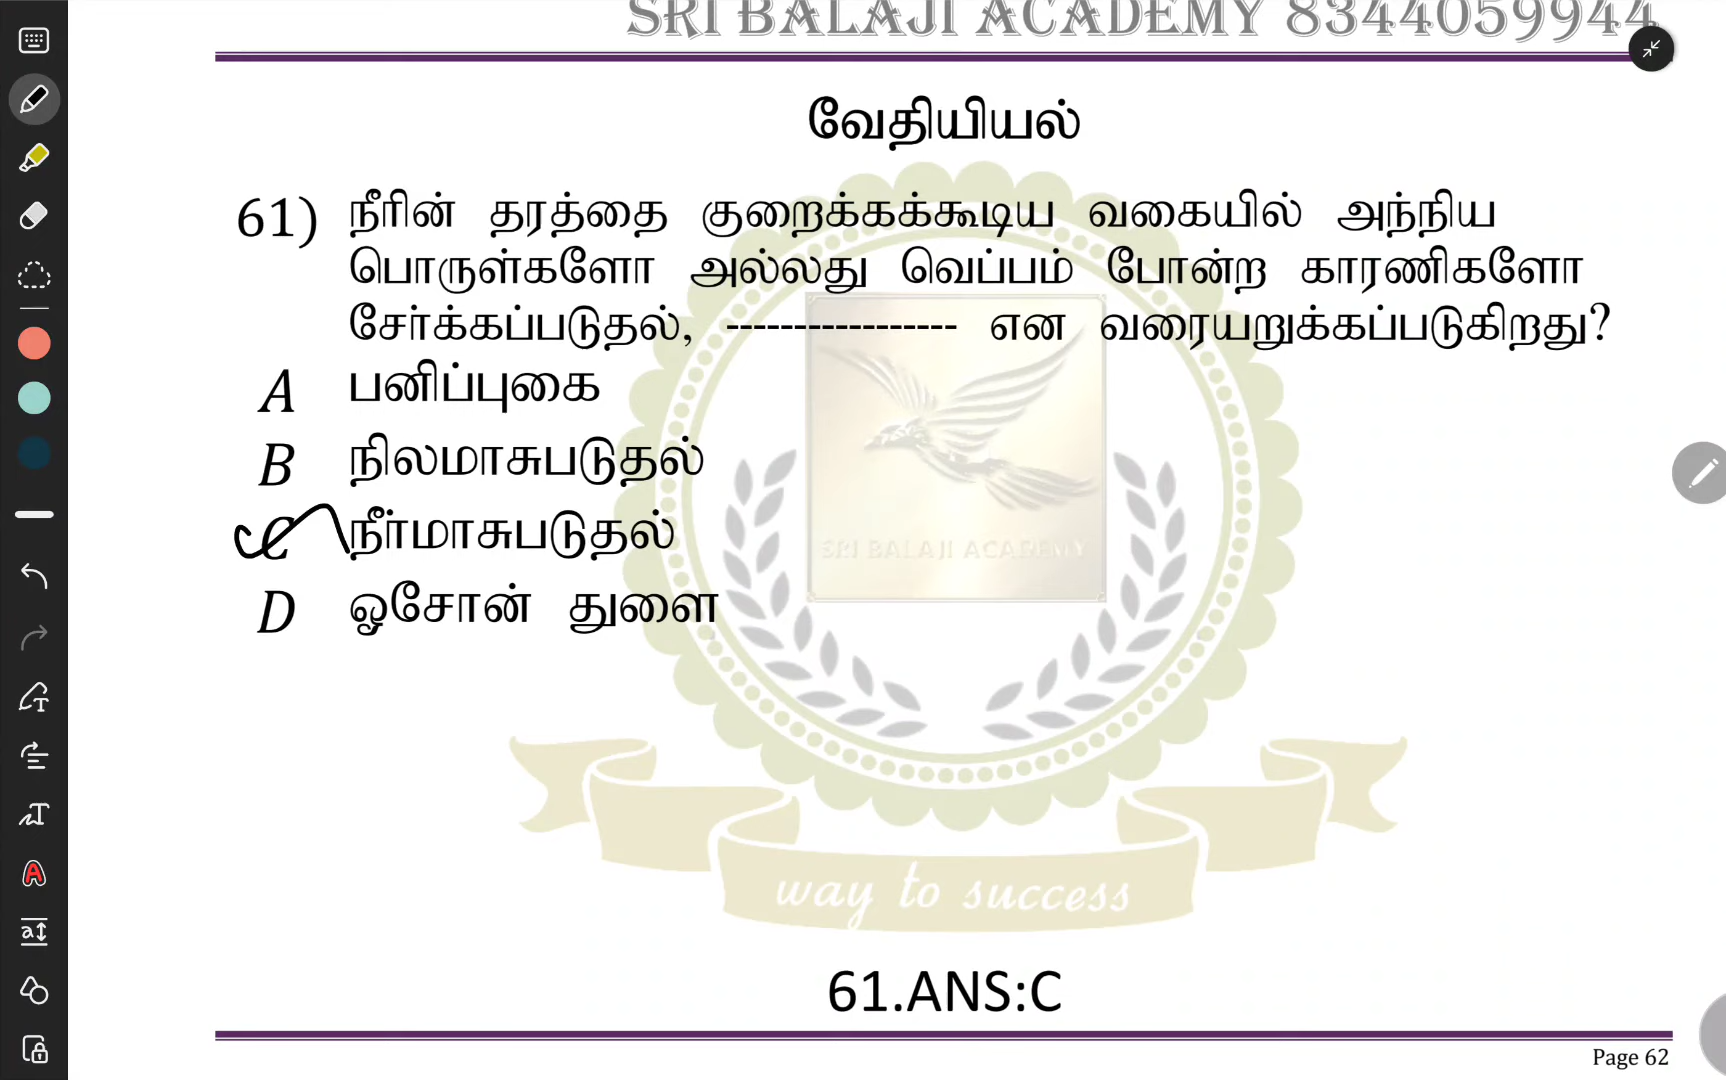 SRI BALAJI ACADEMY 8344059944
வேதியியல்
61) நீரின் தரத்தை குறைக்கக்கூடிய வகையில் அந்நிய
பொருள்களோ அல்லது வெப்பம் போன்ற காரணிகளோ
சேர்க்கப்படுதல், ----------------- என வரையறுக்கப்படுகிறது?
A பனிப்புகை
B நிலமாசுபடுதல்
C நீர்மாசுபடுதல்
D ஓசோன் துளை
SRI BALAJI ACADEMY
way to success
61.ANS:C
Page 62